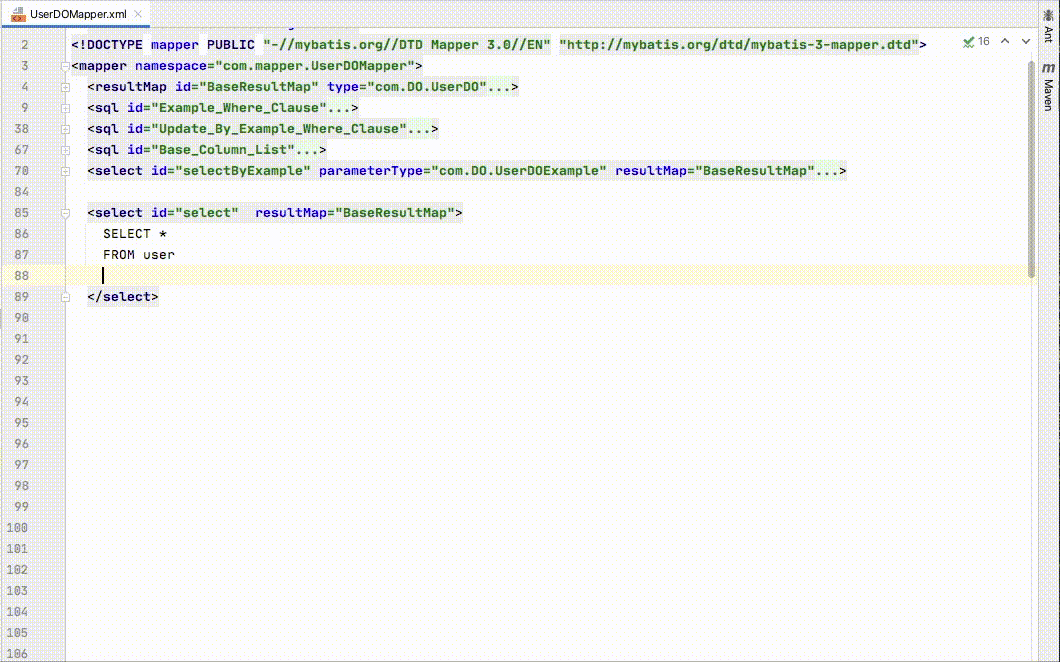 UserDOMapper.xml
2 <!DOCTYPE mapper PUBLIC "-//mybatis.org//DTD Mapper 3.0//EN" "http://mybatis.org/dtd/mybatis-3-mapper.dtd">
16
Ant
3 <mapper namespace="com.mapper.UserDOMapper">
m Maven
4 <resultMap id="BaseResultMap" type="com.DO.UserDO"...>
9 <sql id="Example_Where_Clause"...>
38 <sql id="Update_By_Example_Where_Clause"...>
67 <sql id="Base_Column_List"...>
70 <select id="selectByExample" parameterType="com.DO.UserDOExample" resultMap="BaseResultMap"...>
84
85 <select id="select"  resultMap="BaseResultMap">
86 SELECT *
87 FROM user
88
89 </select>
90
91
92
93
94
95
96
97
98
99
100
101
102
103
104
105
106